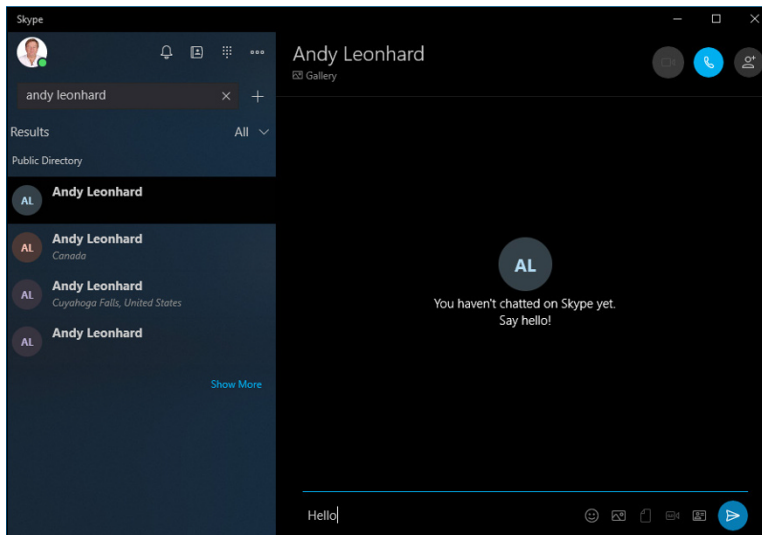 Skype
andy leonhard
Results
All
Public Directory
AL
Andy Leonhard
AL
Andy Leonhard
Canada
AL
Andy Leonhard
Cuyahoga Falls, United States
AL
Andy Leonhard
Show More
Andy Leonhard
Gallery
AL
You haven't chatted on Skype yet.
Say hello!
Hello